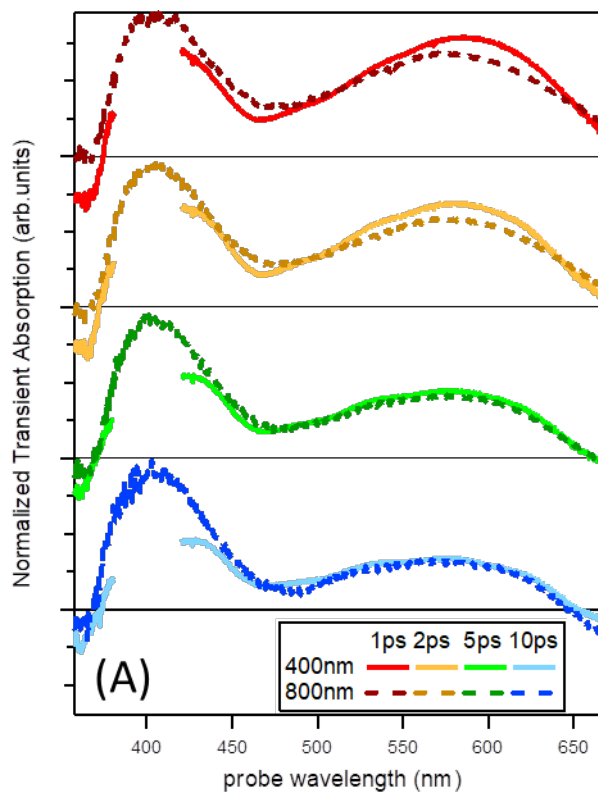 Normalized Transient Absorption (arb.units)
(A)
1ps 2ps 5ps 10ps
400nm
800nm
400 450 500 550 600 650
probe wavelength (nm)